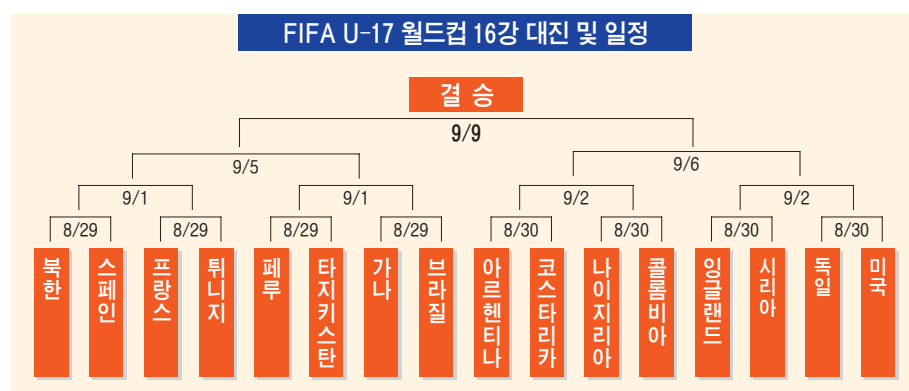 FIFA U-17 월드컵 16강 대진 및 일정
결 승
9/9
9/5 9/6
9/1 9/1 9/2 9/2
8/29 8/29 8/29 8/29 8/30 8/30 8/30 8/30
북한
스페인
프랑스
튀니지
페루
타지키스탄
가나
브라질
아르헨티나
코스타리카
나이지리아
콜롬비아
잉글랜드
시리아
독일
미국